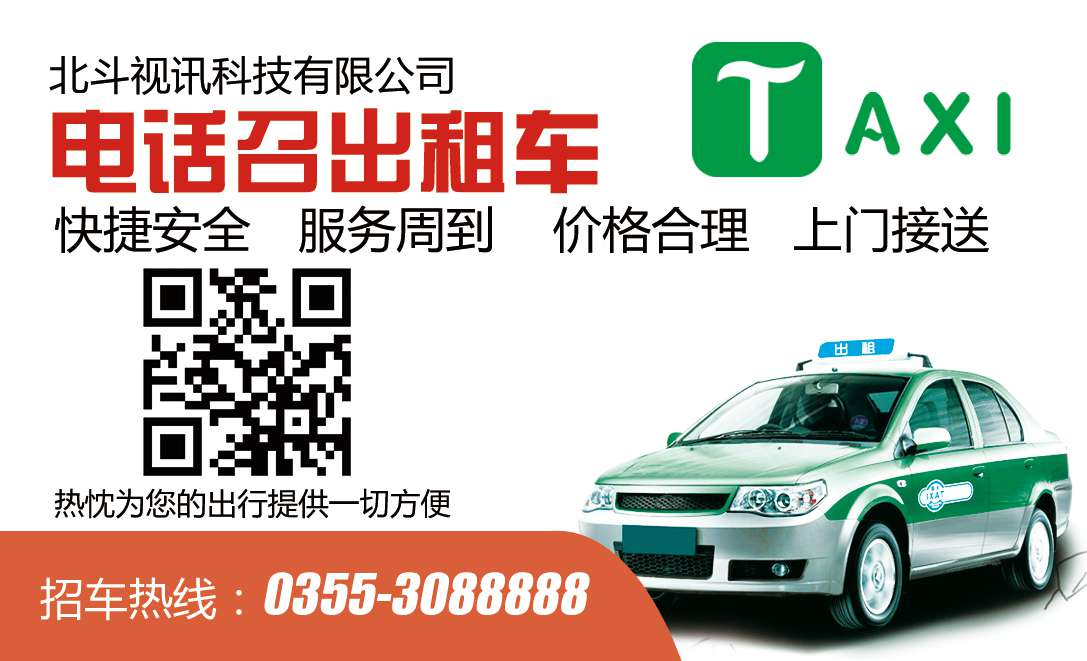 北斗视讯科技有限公司
TAXI
电话召出租车
快捷安全 服务周到 价格合理 上门接送
出租
热忱为您的出行提供一切方便
招车热线：0355-3088888